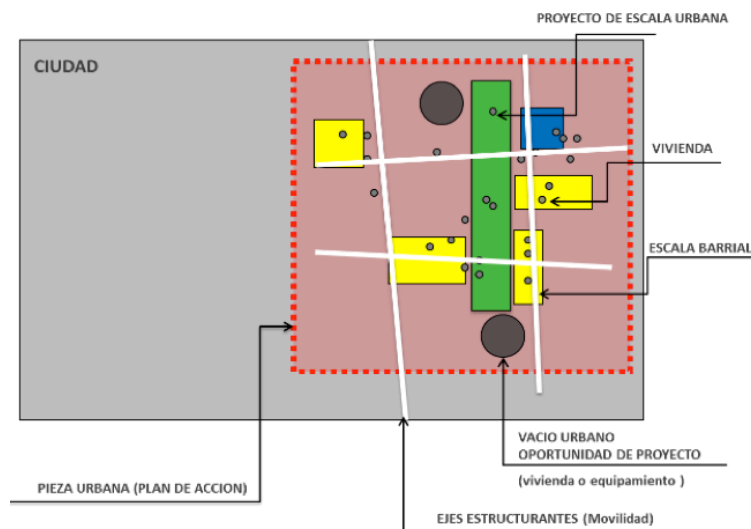 PROYECTO DE ESCALA URBANA
CIUDAD
VIVIENDA
ESCALA BARRIAL
VACIO URBANO
OPORTUNIDAD DE PROYECTO
(vivienda o equipamiento )
PIEZA URBANA (PLAN DE ACCION)
EJES ESTRUCTURANTES (Movilidad)